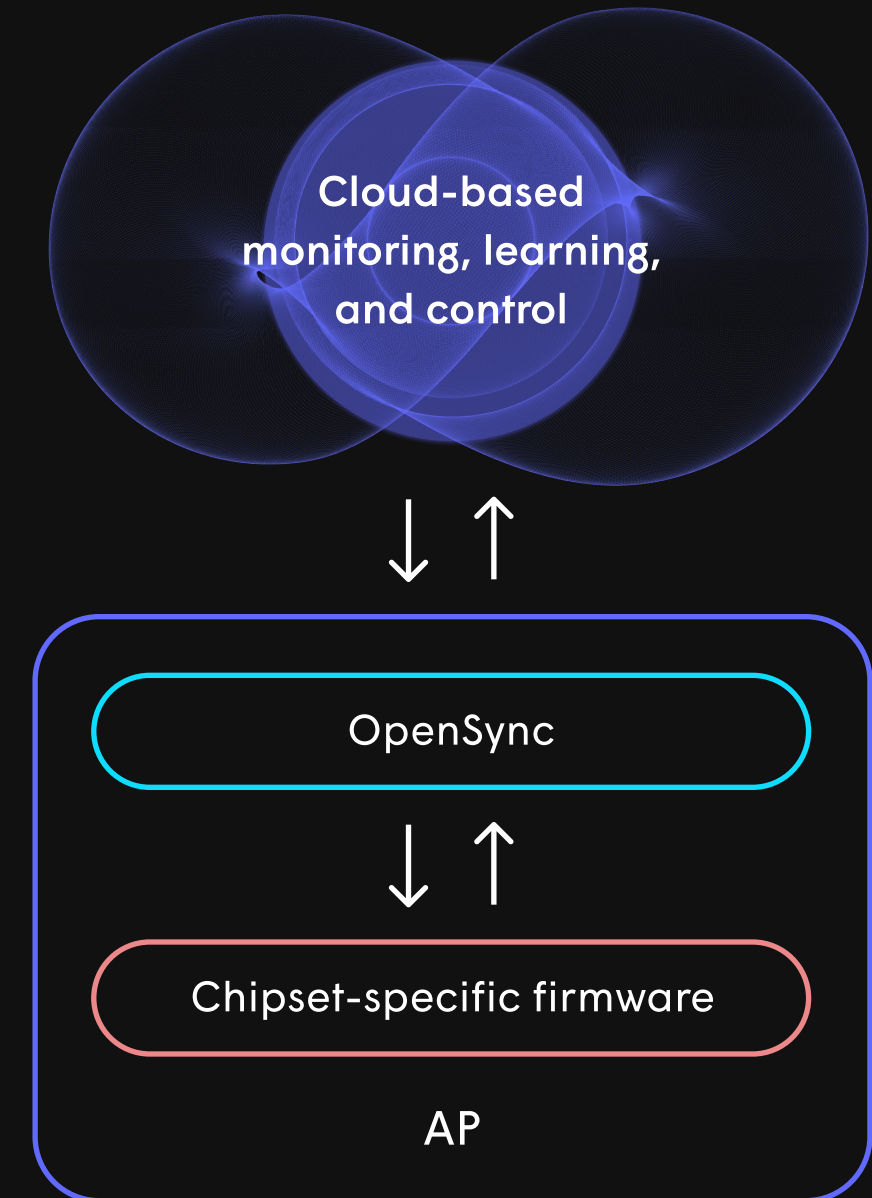 Cloud-based
monitoring, learning,
and control
OpenSync
Chipset-specific firmware
AP